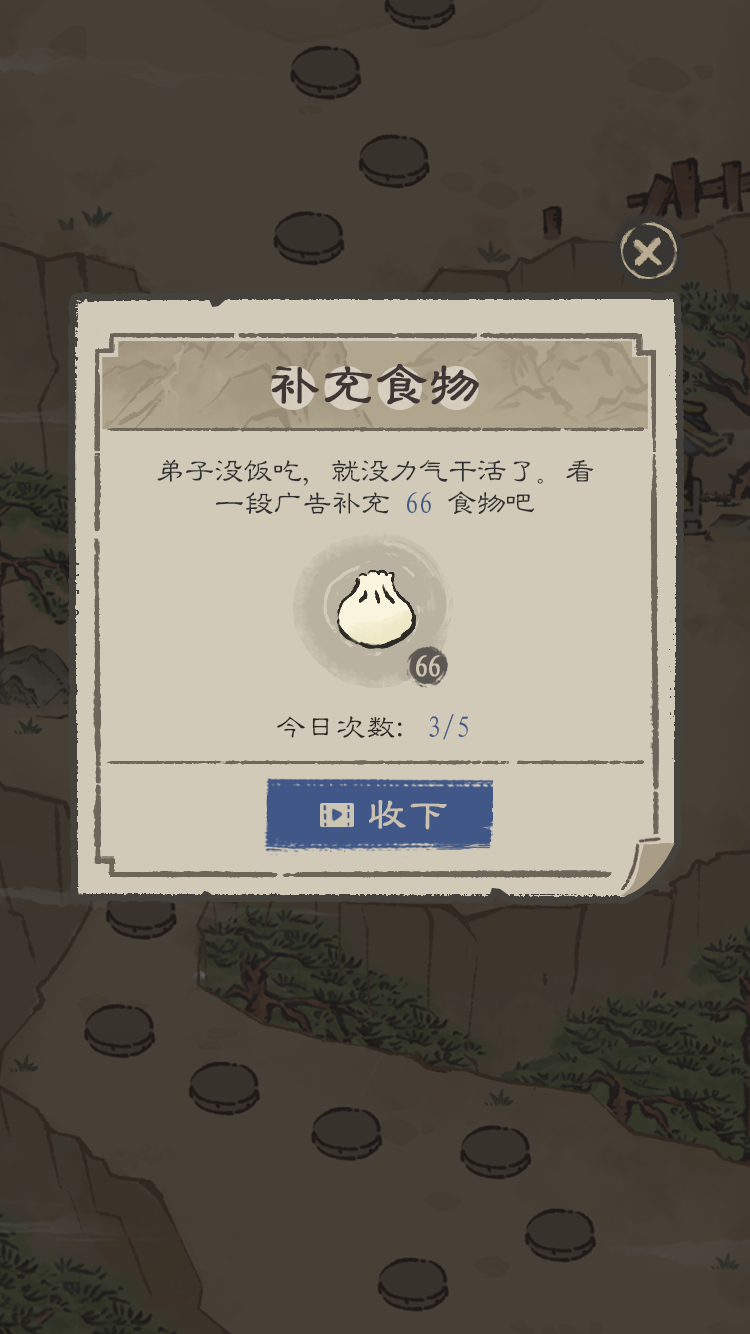 补充食物
弟子没饭吃，就没力气干活了。看
一段广告补充 66 食物吧
66
今日次数： 3/5
收下